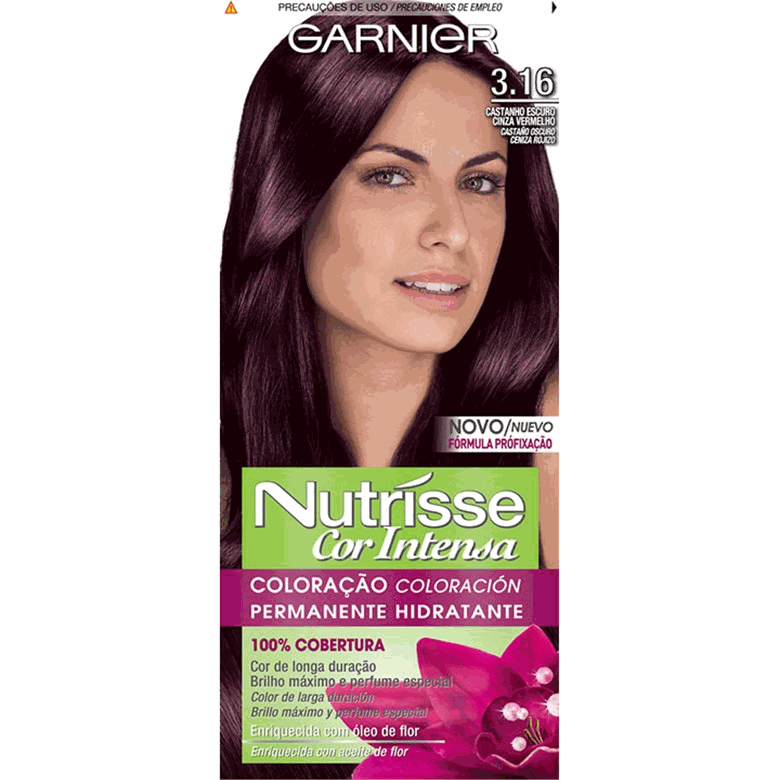 PRECAUÇÕES DE USO / PRECAUCIONES DE EMPLEO
GARNIER
3.16
CASTANHO ESCURO
CINZA VERMELHO
CASTAÑO OSCURO
CENIZA ROJIZO
NOVO/NUEVO
FÓRMULA PRÓFIXAÇÃO
Nutrisse
Cor Intensa
COLORAÇÃO COLORACIÓN
PERMANENTE HIDRATANTE
100% COBERTURA
Cor de longa duração
Brilho máximo e perfume especial
Color de larga duración
Brillo máximo y perfume especial
Enriquecida com óleo de flor
Enriquecida con aceite de flor